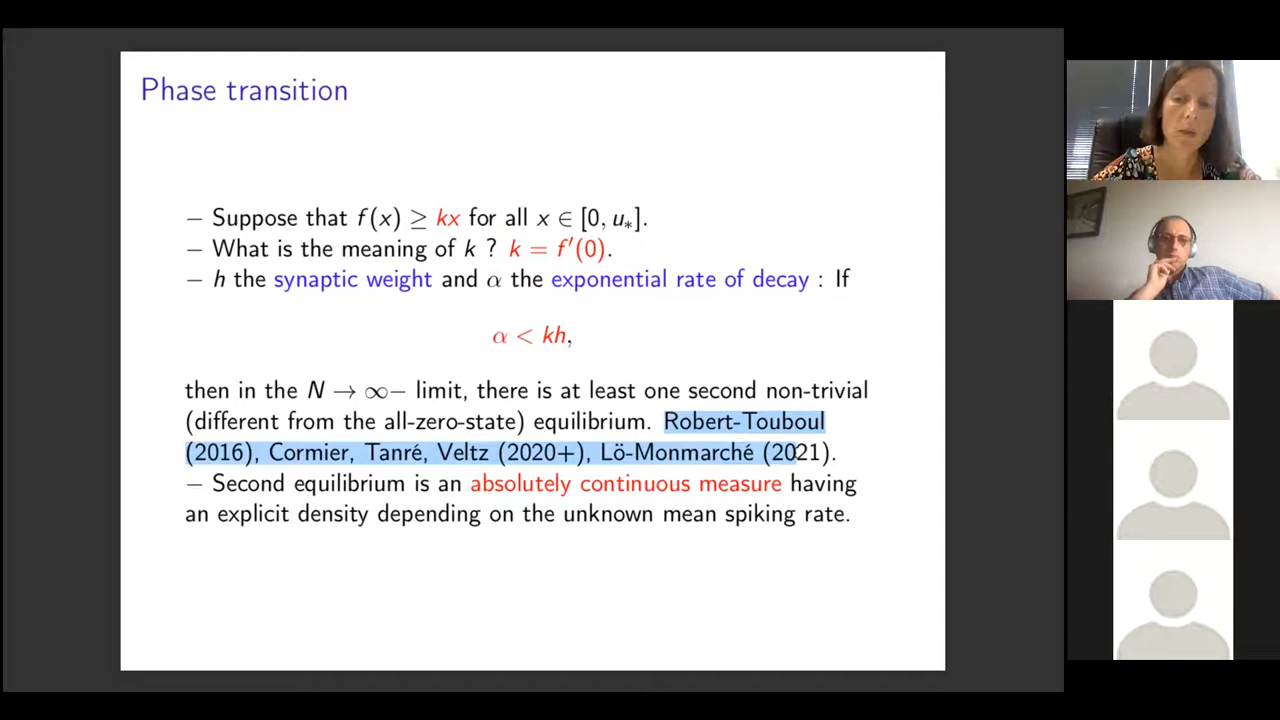 Phase transition
– Suppose that f(x) ≥ kx for all x ∈ [0, u∗].
– What is the meaning of k ? k = f′(0).
– h the synaptic weight and α the exponential rate of decay : If
α < kh,
then in the N → ∞− limit, there is at least one second non-trivial
(different from the all-zero-state) equilibrium. Robert-Touboul
(2016), Cormier, Tanré, Veltz (2020+), Lö-Monmarché (2021).
– Second equilibrium is an absolutely continuous measure having
an explicit density depending on the unknown mean spiking rate.